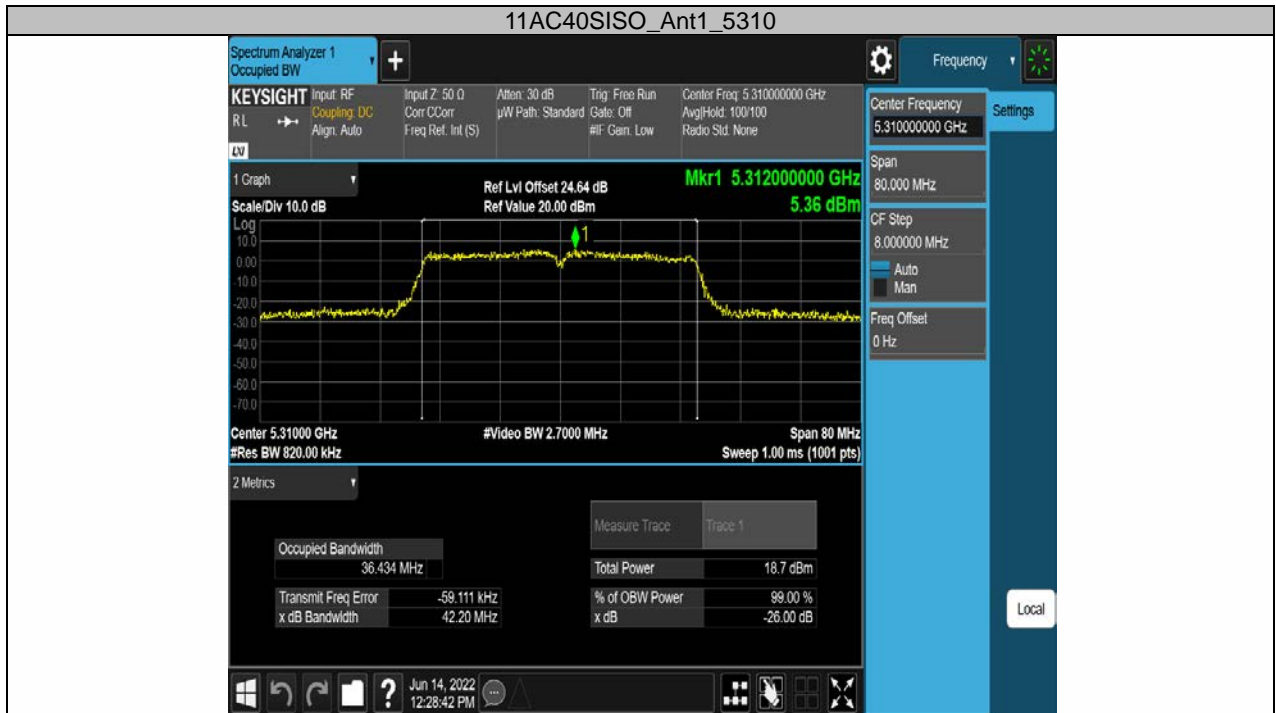 11AC40SISO_Ant1_5310
Spectrum Analyzer 1
Occupied BW
+
Frequency
KEYSIGHT
RL
LXI
Input: RF
Coupling: DC
Align: Auto
Input Z: 50 Ω
Corr CCorr
Freq Ref: Int (S)
Atten: 30 dB
µW Path: Standard
Trig: Free Run
Gate: Off
#IF Gain: Low
Center Freq: 5.310000000 GHz
Avg|Hold: 100/100
Radio Std: None
Center Frequency
5.310000000 GHz
Settings
Span
80.000 MHz
CF Step
8.000000 MHz
Auto
Man
Freq Offset
0 Hz
Local
1 Graph
Scale/Div 10.0 dB
Ref Lvl Offset 24.64 dB
Ref Value 20.00 dBm
Mkr1 5.312000000 GHz
5.36 dBm
Log
10.0
0.00
-10.0
-20.0
-30.0
-40.0
-50.0
-60.0
-70.0
1
Center 5.31000 GHz
#Video BW 2.7000 MHz
Span 80 MHz
#Res BW 820.00 kHz
Sweep 1.00 ms (1001 pts)
2 Metrics
Measure Trace Trace 1
Occupied Bandwidth
36.434 MHz
Total Power 18.7 dBm
Transmit Freq Error -59.111 kHz
% of OBW Power 99.00 %
x dB Bandwidth 42.20 MHz
x dB -26.00 dB
?
Jun 14, 2022
12:28:42 PM